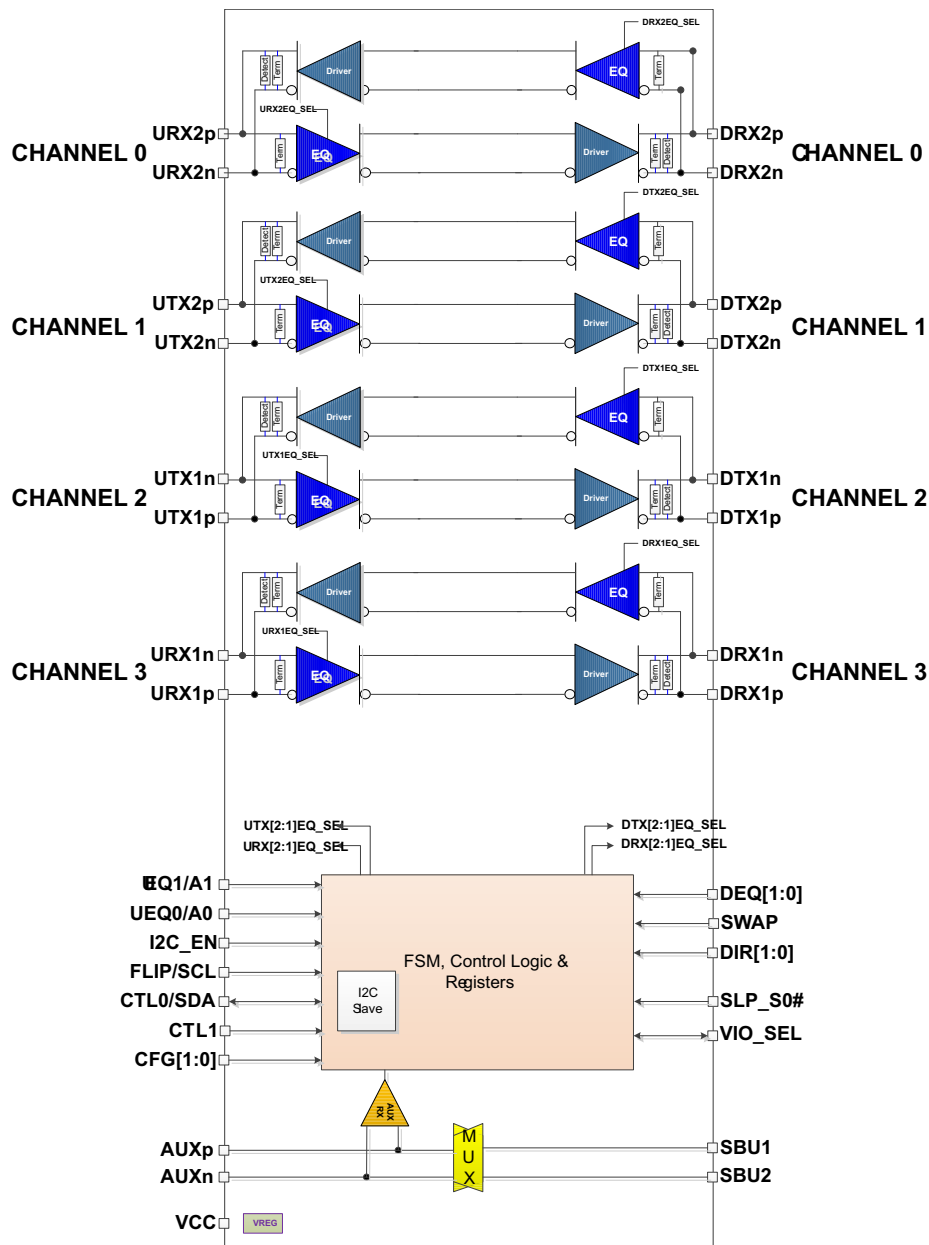 DRX2EQ_SEL
Detect
Term
Driver
EQ
Term
URX2EQ_SEL
CHANNEL 0
URX2p
URX2n
Term
EQ
Driver
Term
Detect
DRX2p
DRX2n
CHANNEL 0
DTX2EQ_SEL
Detect
Term
Driver
EQ
Term
UTX2EQ_SEL
CHANNEL 1
UTX2p
UTX2n
Term
EQ
Driver
Term
Detect
DTX2p
DTX2n
CHANNEL 1
DTX1EQ_SEL
Detect
Term
Driver
EQ
Term
UTX1EQ_SEL
CHANNEL 2
UTX1n
UTX1p
Term
EQ
Driver
Term
Detect
DTX1n
DTX1p
CHANNEL 2
DRX1EQ_SEL
Detect
Term
Driver
EQ
Term
URX1EQ_SEL
CHANNEL 3
URX1n
URX1p
Term
EQ
Driver
Term
Detect
DRX1n
DRX1p
CHANNEL 3
UTX[2:1]EQ_SEL
URX[2:1]EQ_SEL
DTX[2:1]EQ_SEL
DRX[2:1]EQ_SEL
UEQ1/A1
UEQ0/A0
I2C_EN
FLIP/SCL
CTL0/SDA
CTL1
CFG[1:0]
FSM, Control Logic &
Registers
I2C
Slave
DEQ[1:0]
SWAP
DIR[1:0]
SLP_S0#
VIO_SEL
AUX
RX
AUXp
AUXn
MUX
SBU1
SBU2
VCC
VREG